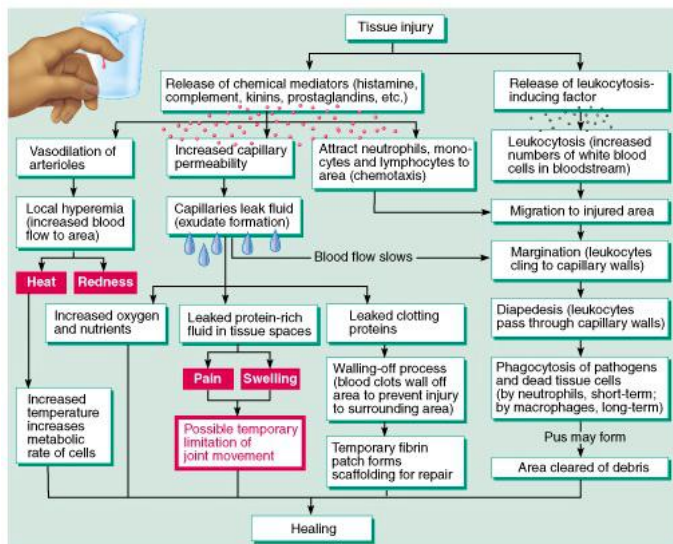 Tissue injury
Release of chemical mediators (histamine,
complement, kinins, prostaglandins, etc.)
Release of leukocytosis-
inducing factor
Vasodilation of
arterioles
Increased capillary
permeability
Attract neutrophils, mono-
cytes and lymphocytes to
area (chemotaxis)
Leukocytosis (increased
numbers of white blood
cells in bloodstream)
Local hyperemia
(increased blood
flow to area)
Capillaries leak fluid
(exudate formation)
Migration to injured area
Blood flow slows
Margination (leukocytes
cling to capillary walls)
Heat
Redness
Increased oxygen
and nutrients
Leaked protein-rich
fluid in tissue spaces
Leaked clotting
proteins
Diapedesis (leukocytes
pass through capillary walls)
Pain
Swelling
Walling-off process
(blood clots wall off
area to prevent injury
to surrounding area)
Phagocytosis of pathogens
and dead tissue cells
(by neutrophils, short-term;
by macrophages, long-term)
Increased
temperature
increases
metabolic
rate of cells
Possible temporary
limitation of
joint movement
Temporary fibrin
patch forms
scaffolding for repair
Pus may form
Area cleared of debris
Healing